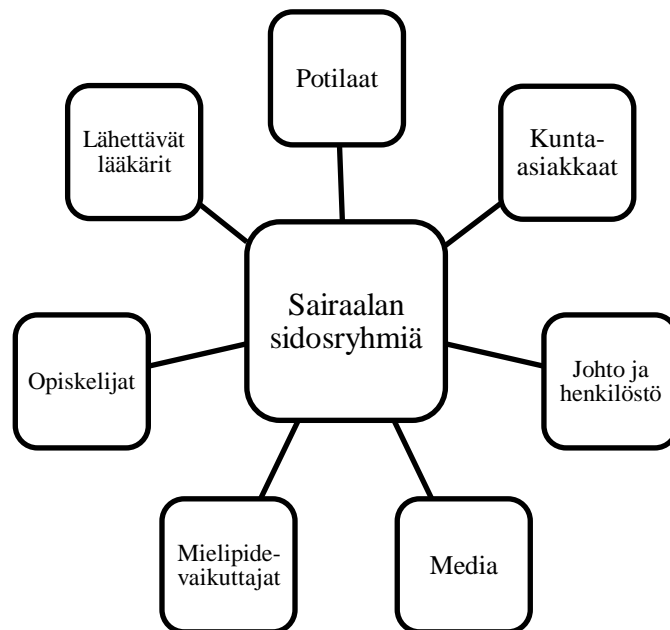 Potilaat
Lähettävät
lääkärit
Kunta-
asiakkaat
Sairaalan
sidosryhmiä
Opiskelijat
Johto ja
henkilöstö
Mielipide-
vaikuttajat
Media